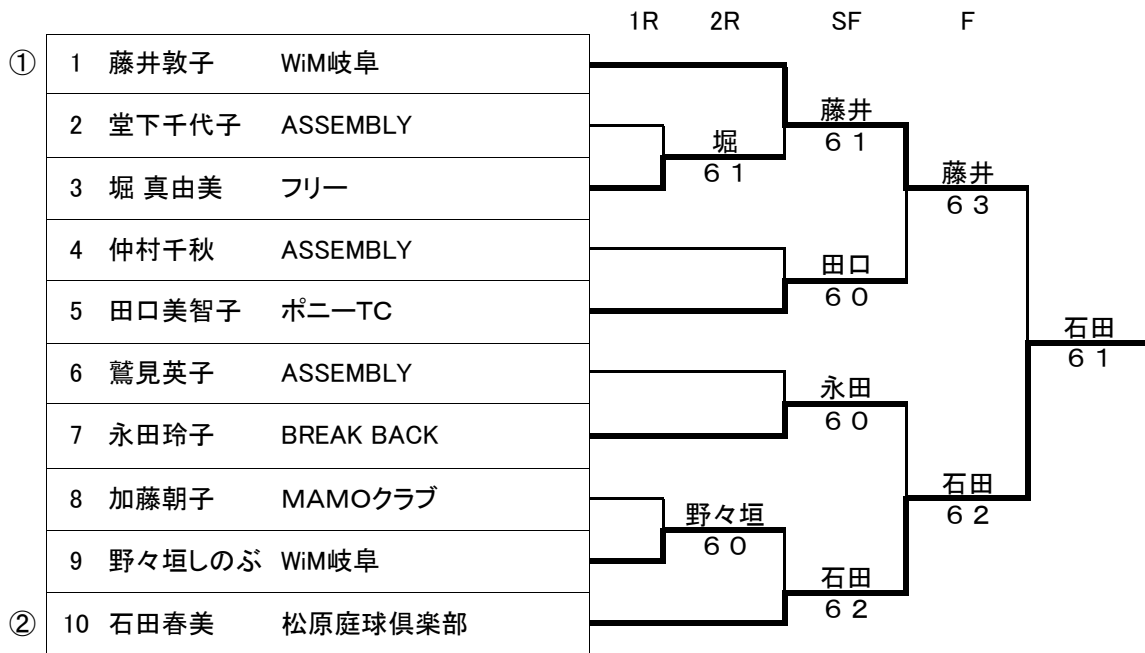 1R 2R SF F
① 1 藤井敦子 WiM岐阜
2 堂下千代子 ASSEMBLY
藤井
6 1
堀
6 1
3 堀 真由美 フリー
藤井
6 3
4 仲村千秋 ASSEMBLY
田口
6 0
5 田口美智子 ポニーTC
石田
6 1
6 鷲見英子 ASSEMBLY
永田
6 0
7 永田玲子 BREAK BACK
8 加藤朝子 MAMOクラブ
石田
6 2
野々垣
6 0
9 野々垣しのぶ WiM岐阜
石田
6 2
② 10 石田春美 松原庭球倶楽部